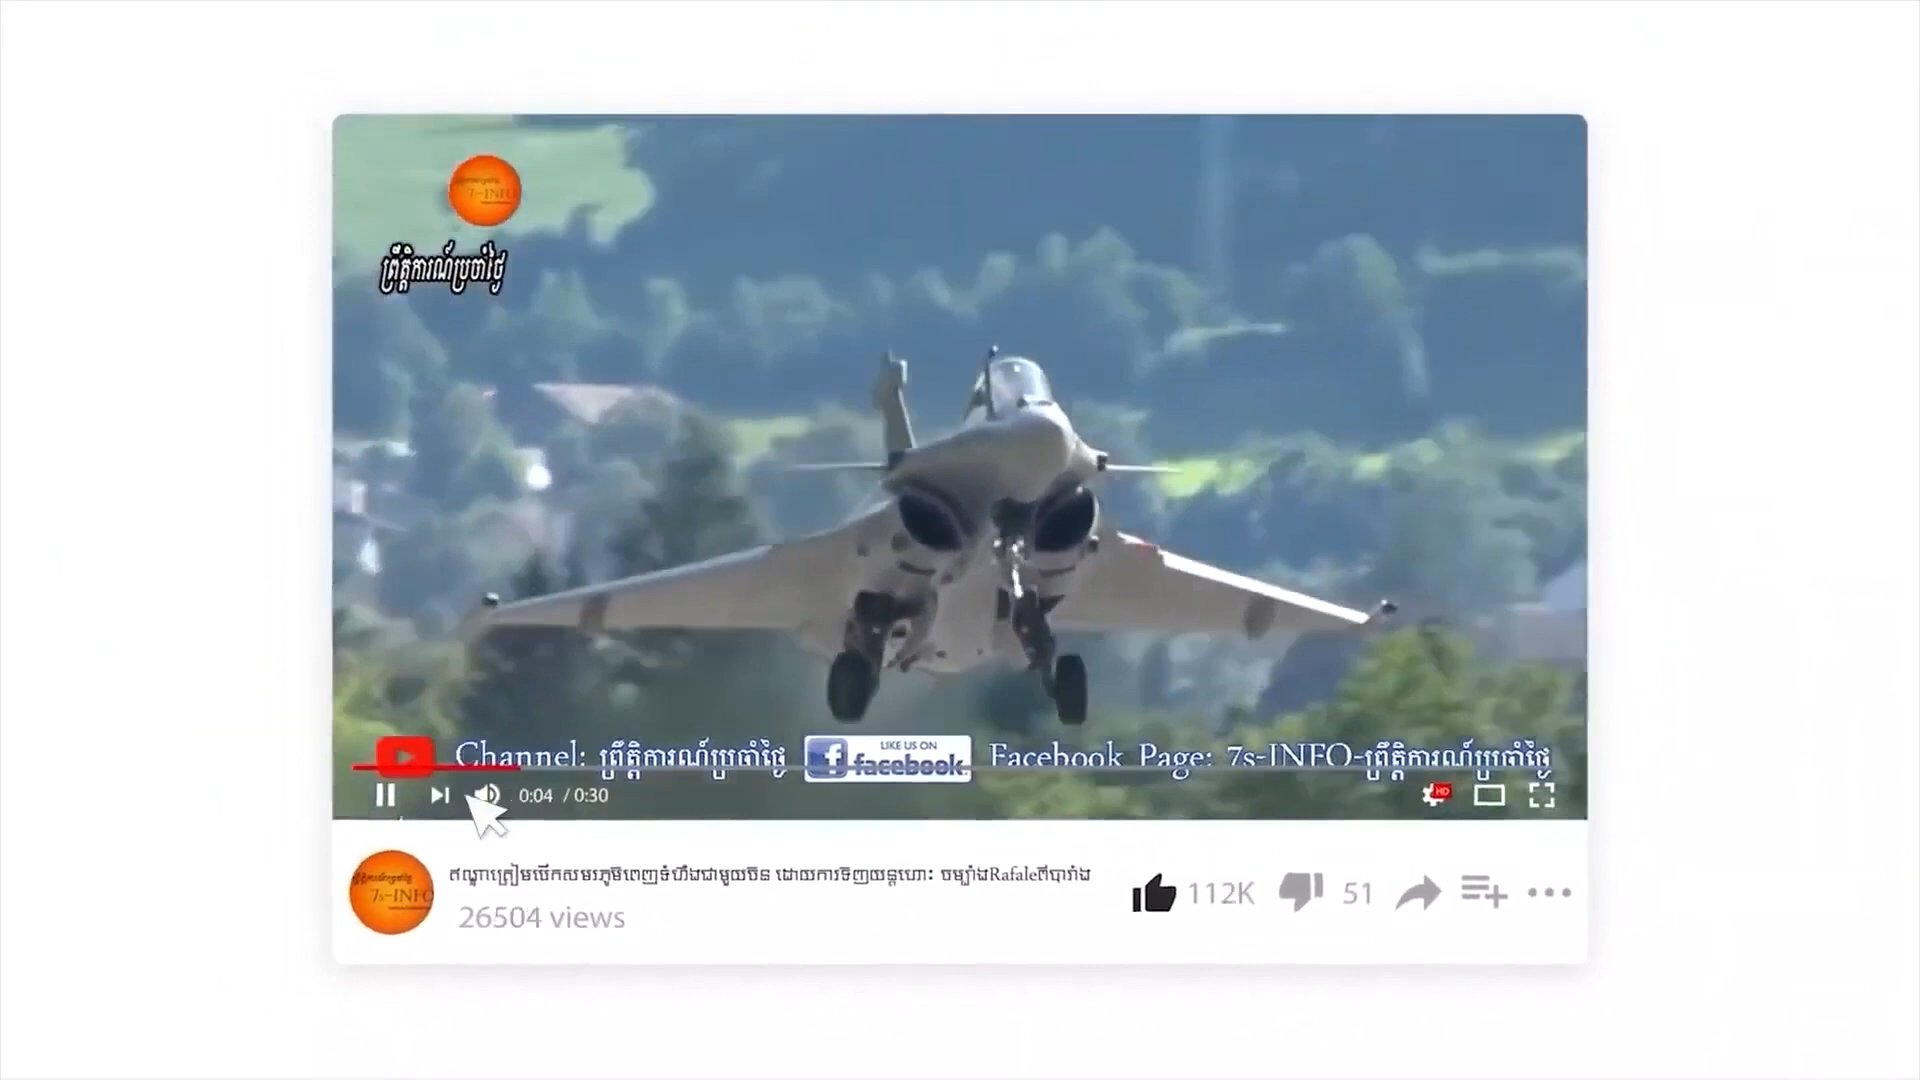 7s-INFO
ព្រឹត្តិការណ៍ប្រចាំថ្ងៃ
Channel: ព្រឹត្តិការណ៍ប្រចាំថ្ងៃ
LIKE US ON
facebook
Facebook Page: 7s-INFO-ព្រឹត្តិការណ៍ប្រចាំថ្ងៃ
0:04 / 0:30
HD
7s-INFO
ឥណ្ឌាត្រៀមបើកសមរភូមិពេញទំហឹងជាមួយចិន ដោយការទិញយន្តហោះ ចម្បាំងRafaleពីបារាំង
26504 views
112K
51